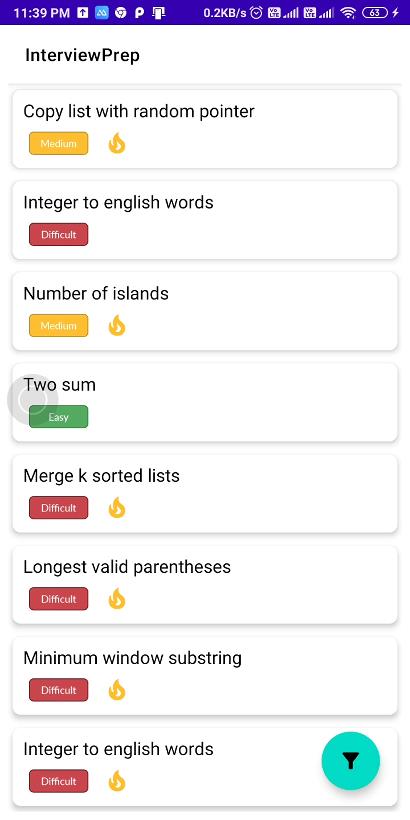 11:39 PM 0.2KB/s 63
InterviewPrep
Copy list with random pointer
Medium
Integer to english words
Difficult
Number of islands
Medium
Two sum
Easy
Merge k sorted lists
Difficult
Longest valid parentheses
Difficult
Minimum window substring
Difficult
Integer to english words
Difficult